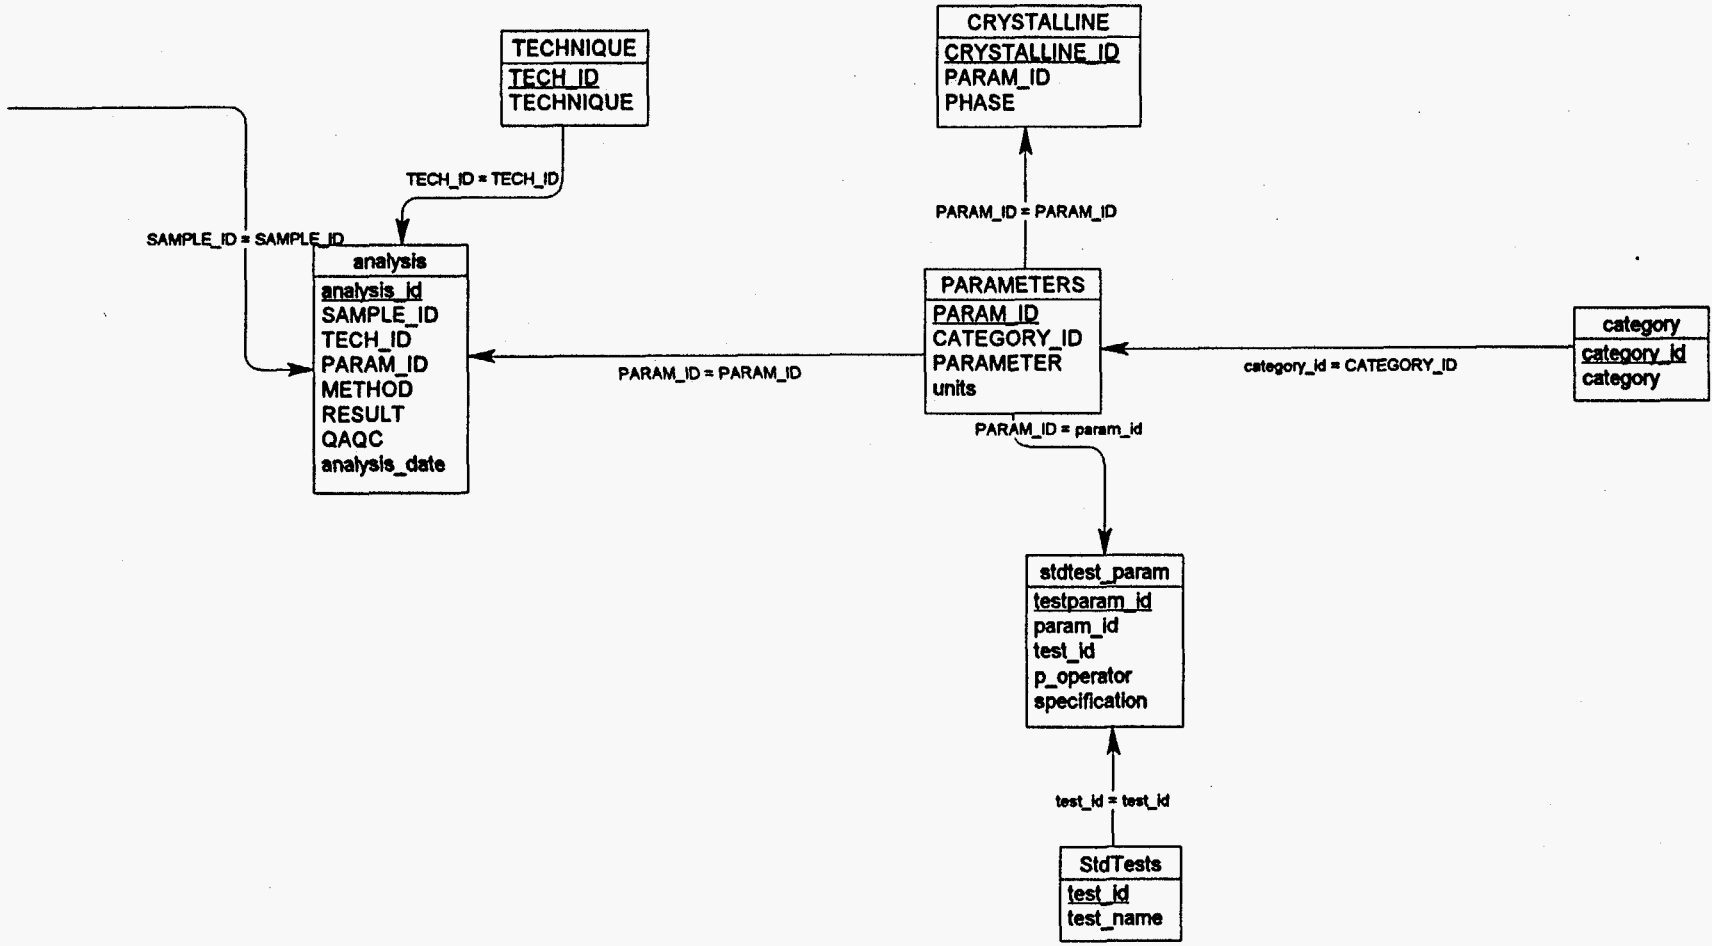 CRYSTALLINE
CRYSTALLINE_ID
PARAM_ID
PHASE
TECHNIQUE
TECH_ID
TECHNIQUE
TECH_ID = TECH_ID
PARAM_ID = PARAM_ID
SAMPLE_ID = SAMPLE_ID
analysis
analysis_id
SAMPLE_ID
TECH_ID
PARAM_ID
METHOD
RESULT
QAQC
analysis_date
PARAM_ID = PARAM_ID
PARAMETERS
PARAM_ID
CATEGORY_ID
PARAMETER
units
category_id = CATEGORY_ID
category
category_id
category
PARAM_ID = param_id
stdtest_param
testparam_id
param_id
test_id
p_operator
specification
test_id = test_id
StdTests
test_id
test_name